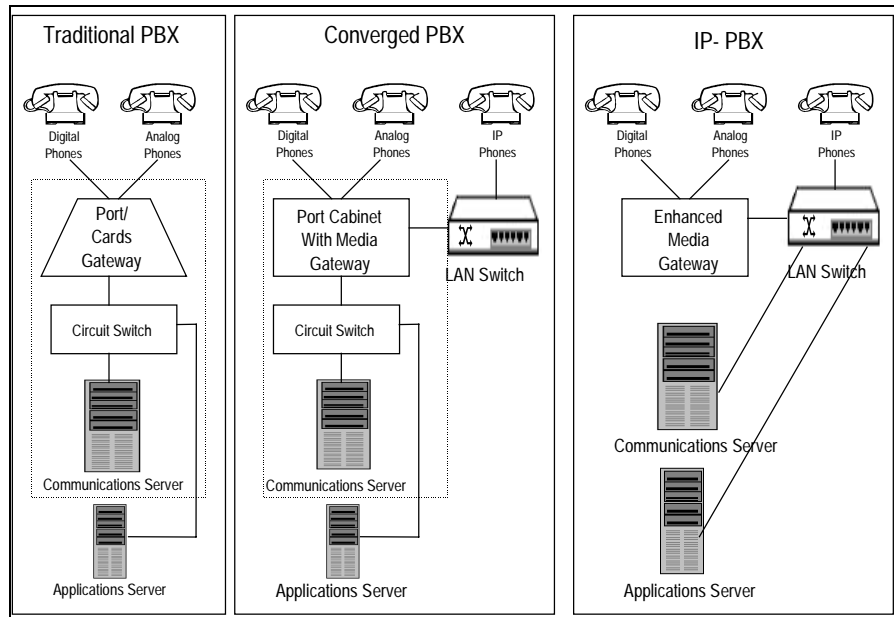 Traditional PBX
Digital
Phones
Analog
Phones
Port/
Cards
Gateway
Circuit Switch
Communications Server
Applications Server
Converged PBX
Digital
Phones
Analog
Phones
IP
Phones
Port Cabinet
With Media
Gateway
LAN Switch
Circuit Switch
Communications Server
Applications Server
IP- PBX
Digital
Phones
Analog
Phones
IP
Phones
Enhanced
Media
Gateway
LAN Switch
Communications Server
Applications Server